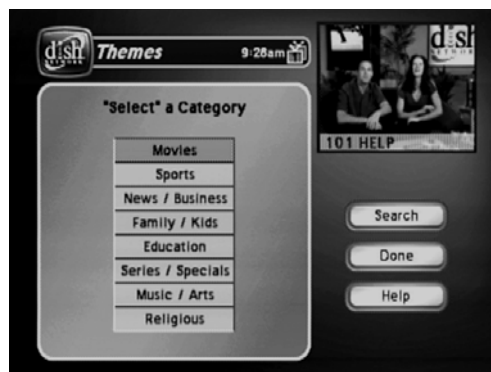 dish
NETWORK
Themes
9:28am
"Select" a Category
Movies
Sports
News / Business
Family / Kids
Education
Series / Specials
Music / Arts
Religious
dish
NETWORK
101 HELP
Search
Done
Help